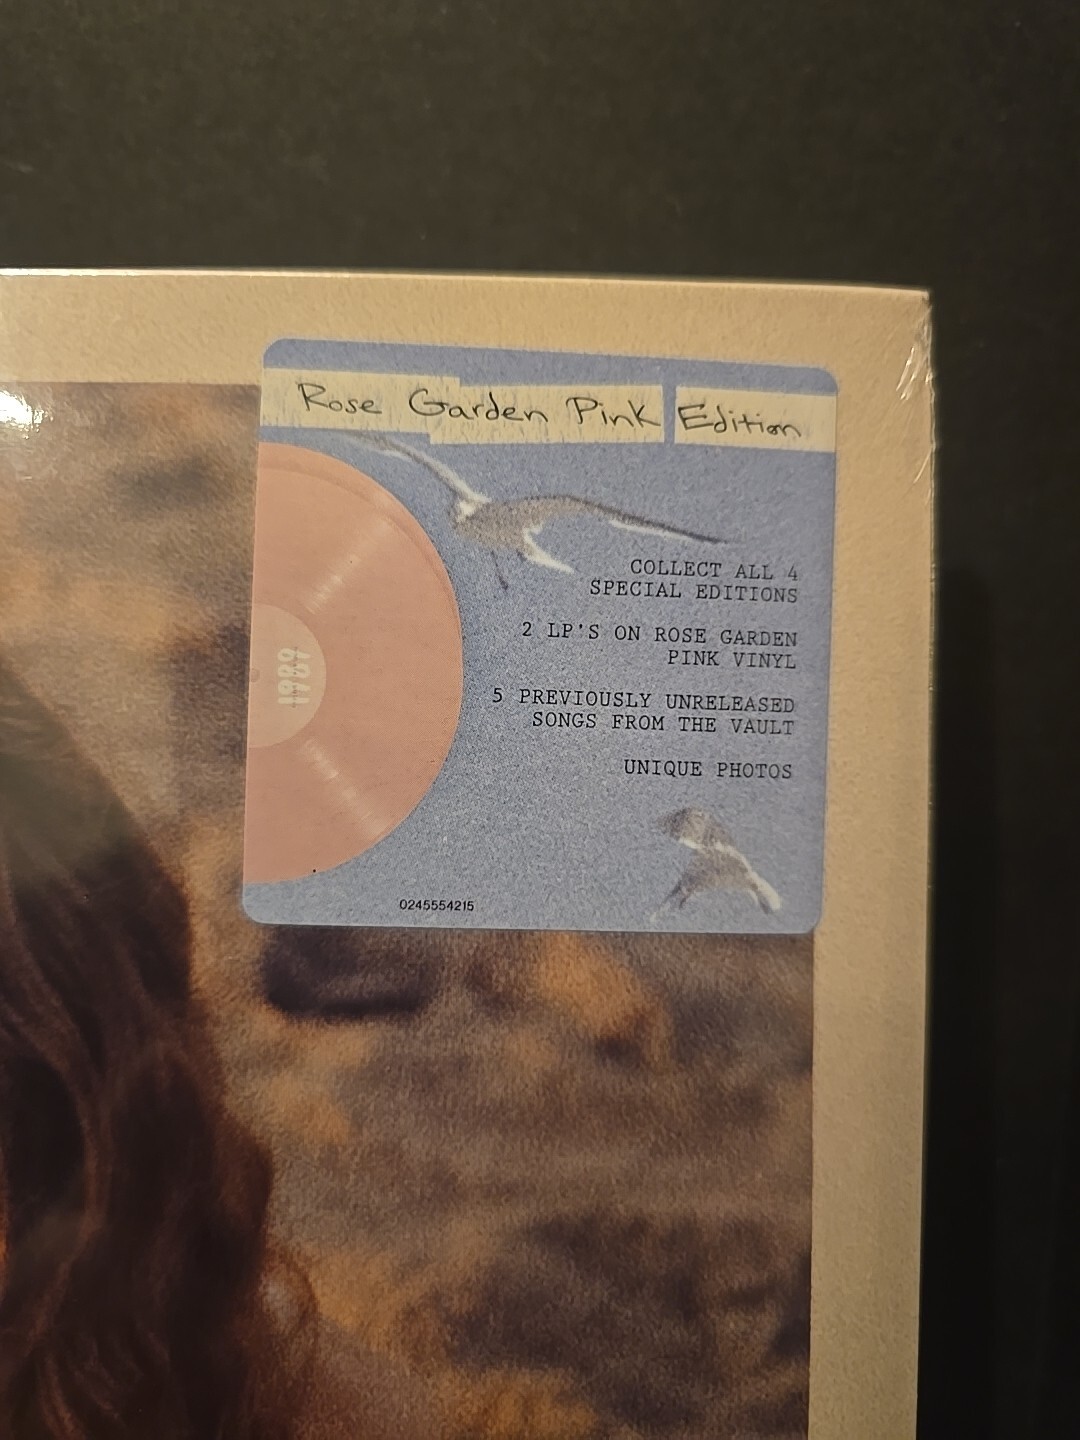 Rose Garden Pink Edition
COLLECT ALL 4
SPECIAL EDITIONS
2 LP'S ON ROSE GARDEN
PINK VINYL
5 PREVIOUSLY UNRELEASED
SONGS FROM THE VAULT
UNIQUE PHOTOS
1989
0245554215